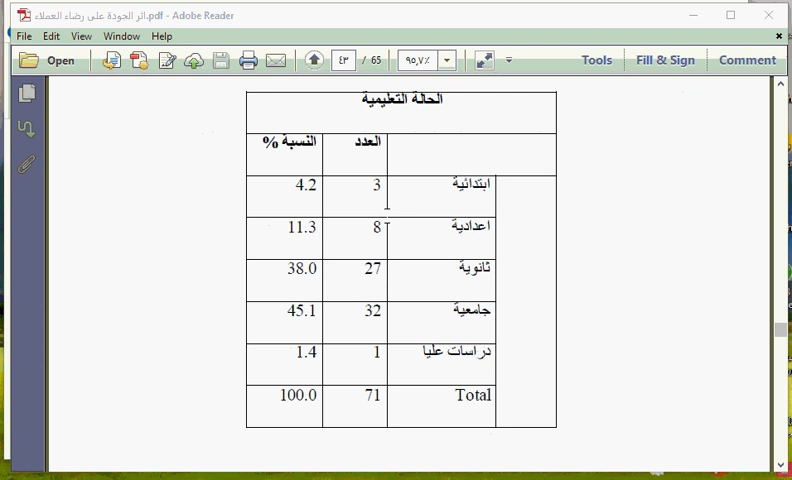 اثر الجودة على رضاء العملاء.pdf - Adobe Reader
File Edit View Window Help
Open ٤٣ / 65 ٩٥,٧٪ Tools Fill & Sign Comment
الحالة التعليمية
العدد النسبة %
ابتدائية 3 4.2
اعدادية 8 11.3
ثانوية 27 38.0
جامعية 32 45.1
دراسات عليا 1 1.4
Total 71 100.0